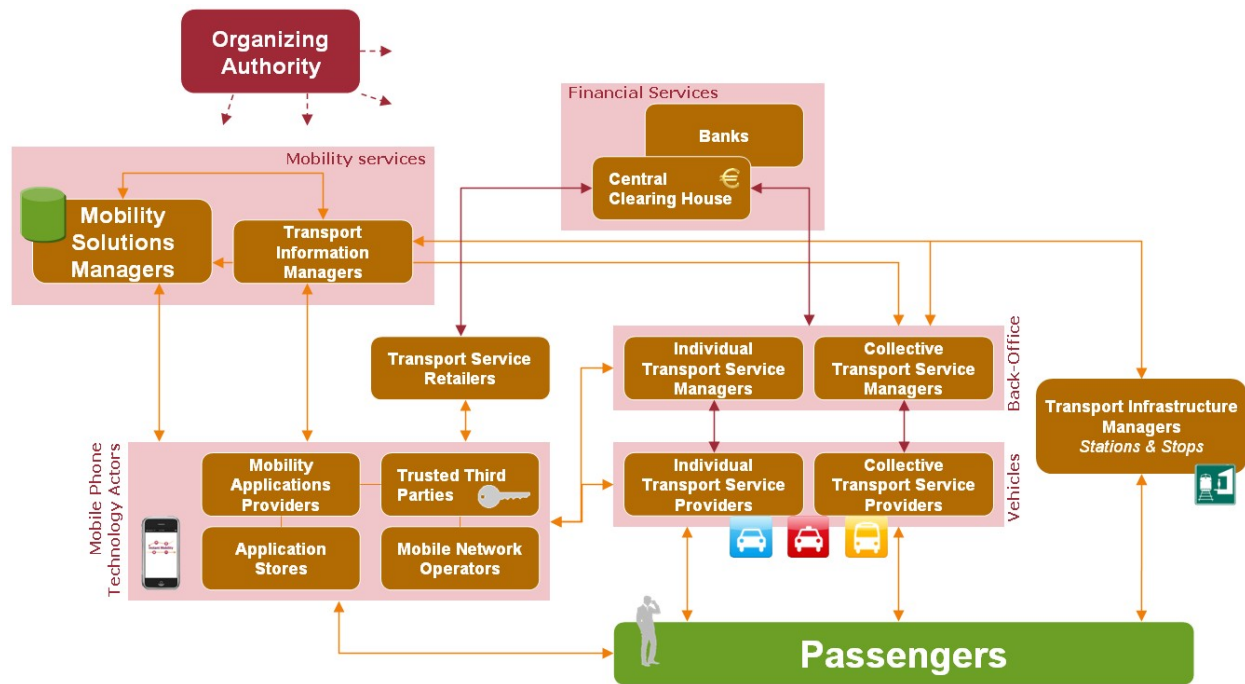 Organizing
Authority
Financial Services
Banks
Central
Clearing House
€
Mobility services
Mobility
Solutions
Managers
Transport
Information
Managers
Transport Service
Retailers
Individual
Transport Service
Managers
Collective
Transport Service
Managers
Back-Office
Transport Infrastructure
Managers
Stations & Stops
Mobile Phone
Technology Actors
Mobility
Applications
Providers
Trusted Third
Parties
Application
Stores
Mobile Network
Operators
Individual
Transport Service
Providers
Collective
Transport Service
Providers
Vehicles
Passengers